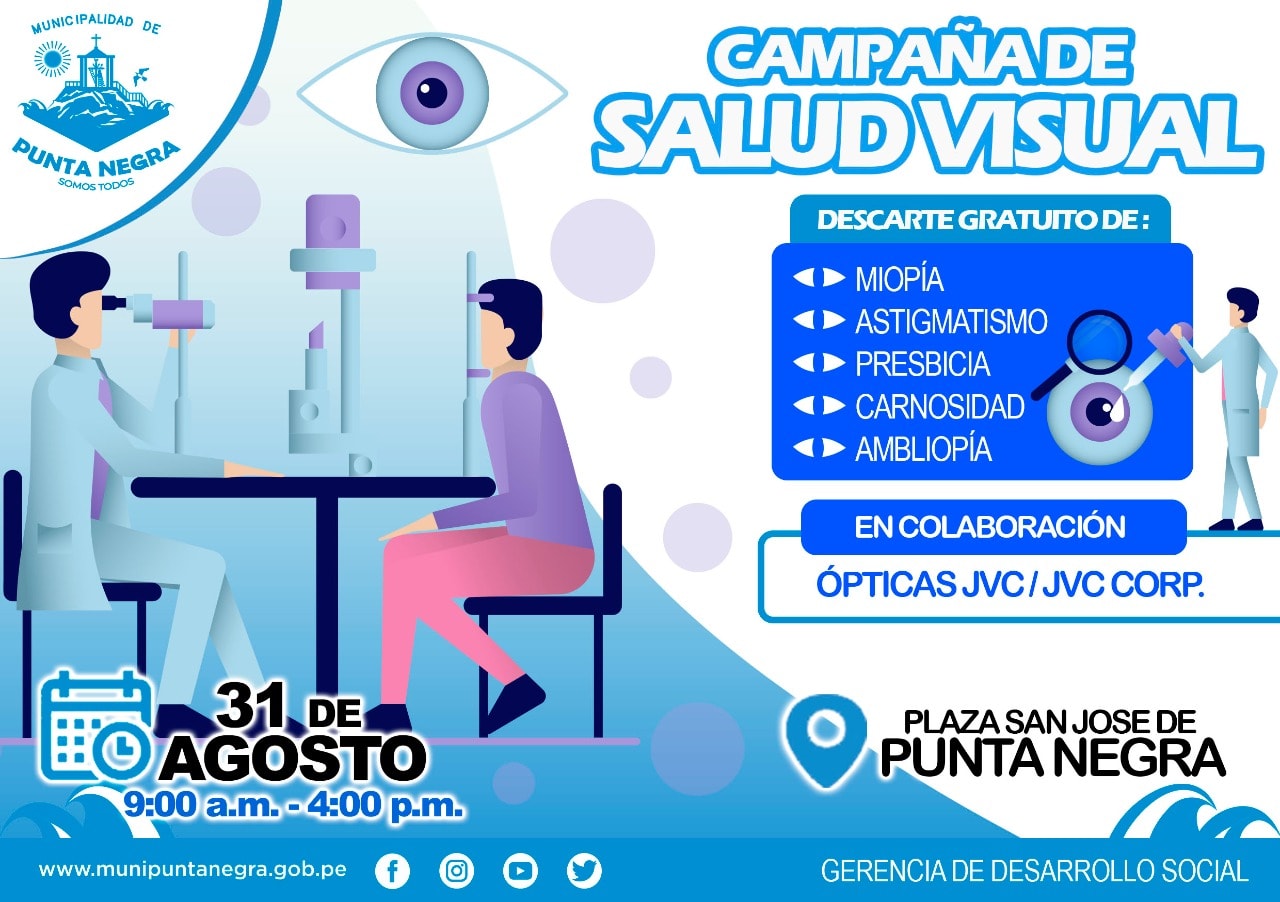 MUNICIPALIDAD DE
PUNTA NEGRA
SOMOS TODOS
CAMPAÑA DE
SALUD VISUAL
DESCARTE GRATUITO DE :
MIOPÍA
ASTIGMATISMO
PRESBICIA
CARNOSIDAD
AMBLIOPÍA
EN COLABORACIÓN
ÓPTICAS JVC / JVC CORP.
31 DE
AGOSTO
9:00 a.m. - 4:00 p.m.
PLAZA SAN JOSE DE
PUNTA NEGRA
www.munipuntanegra.gob.pe
GERENCIA DE DESARROLLO SOCIAL